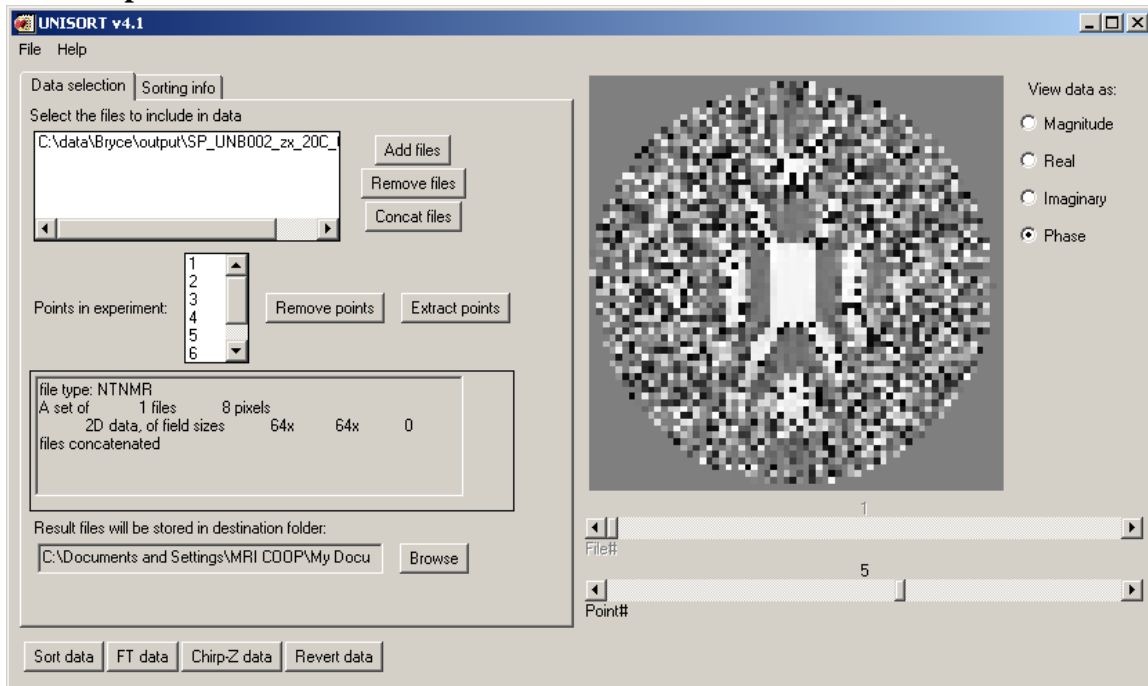 UNISORT v4.1
File Help
Data selection Sorting info
Select the files to include in data
C:\data\Bryce\output\SP_UNB002_zx_20C_
Add files
Remove files
Concat files
Points in experiment:
1
2
3
4
5
6
Remove points Extract points
file type: NTNMR
A set of 1 files 8 pixels
2D data, of field sizes 64x 64x 0
files concatenated
Result files will be stored in destination folder:
C:\Documents and Settings\MRI COOP\My Docu Browse
Sort data FT data Chirp-Z data Revert data
View data as:
Magnitude
Real
Imaginary
Phase
1
File#
5
Point#